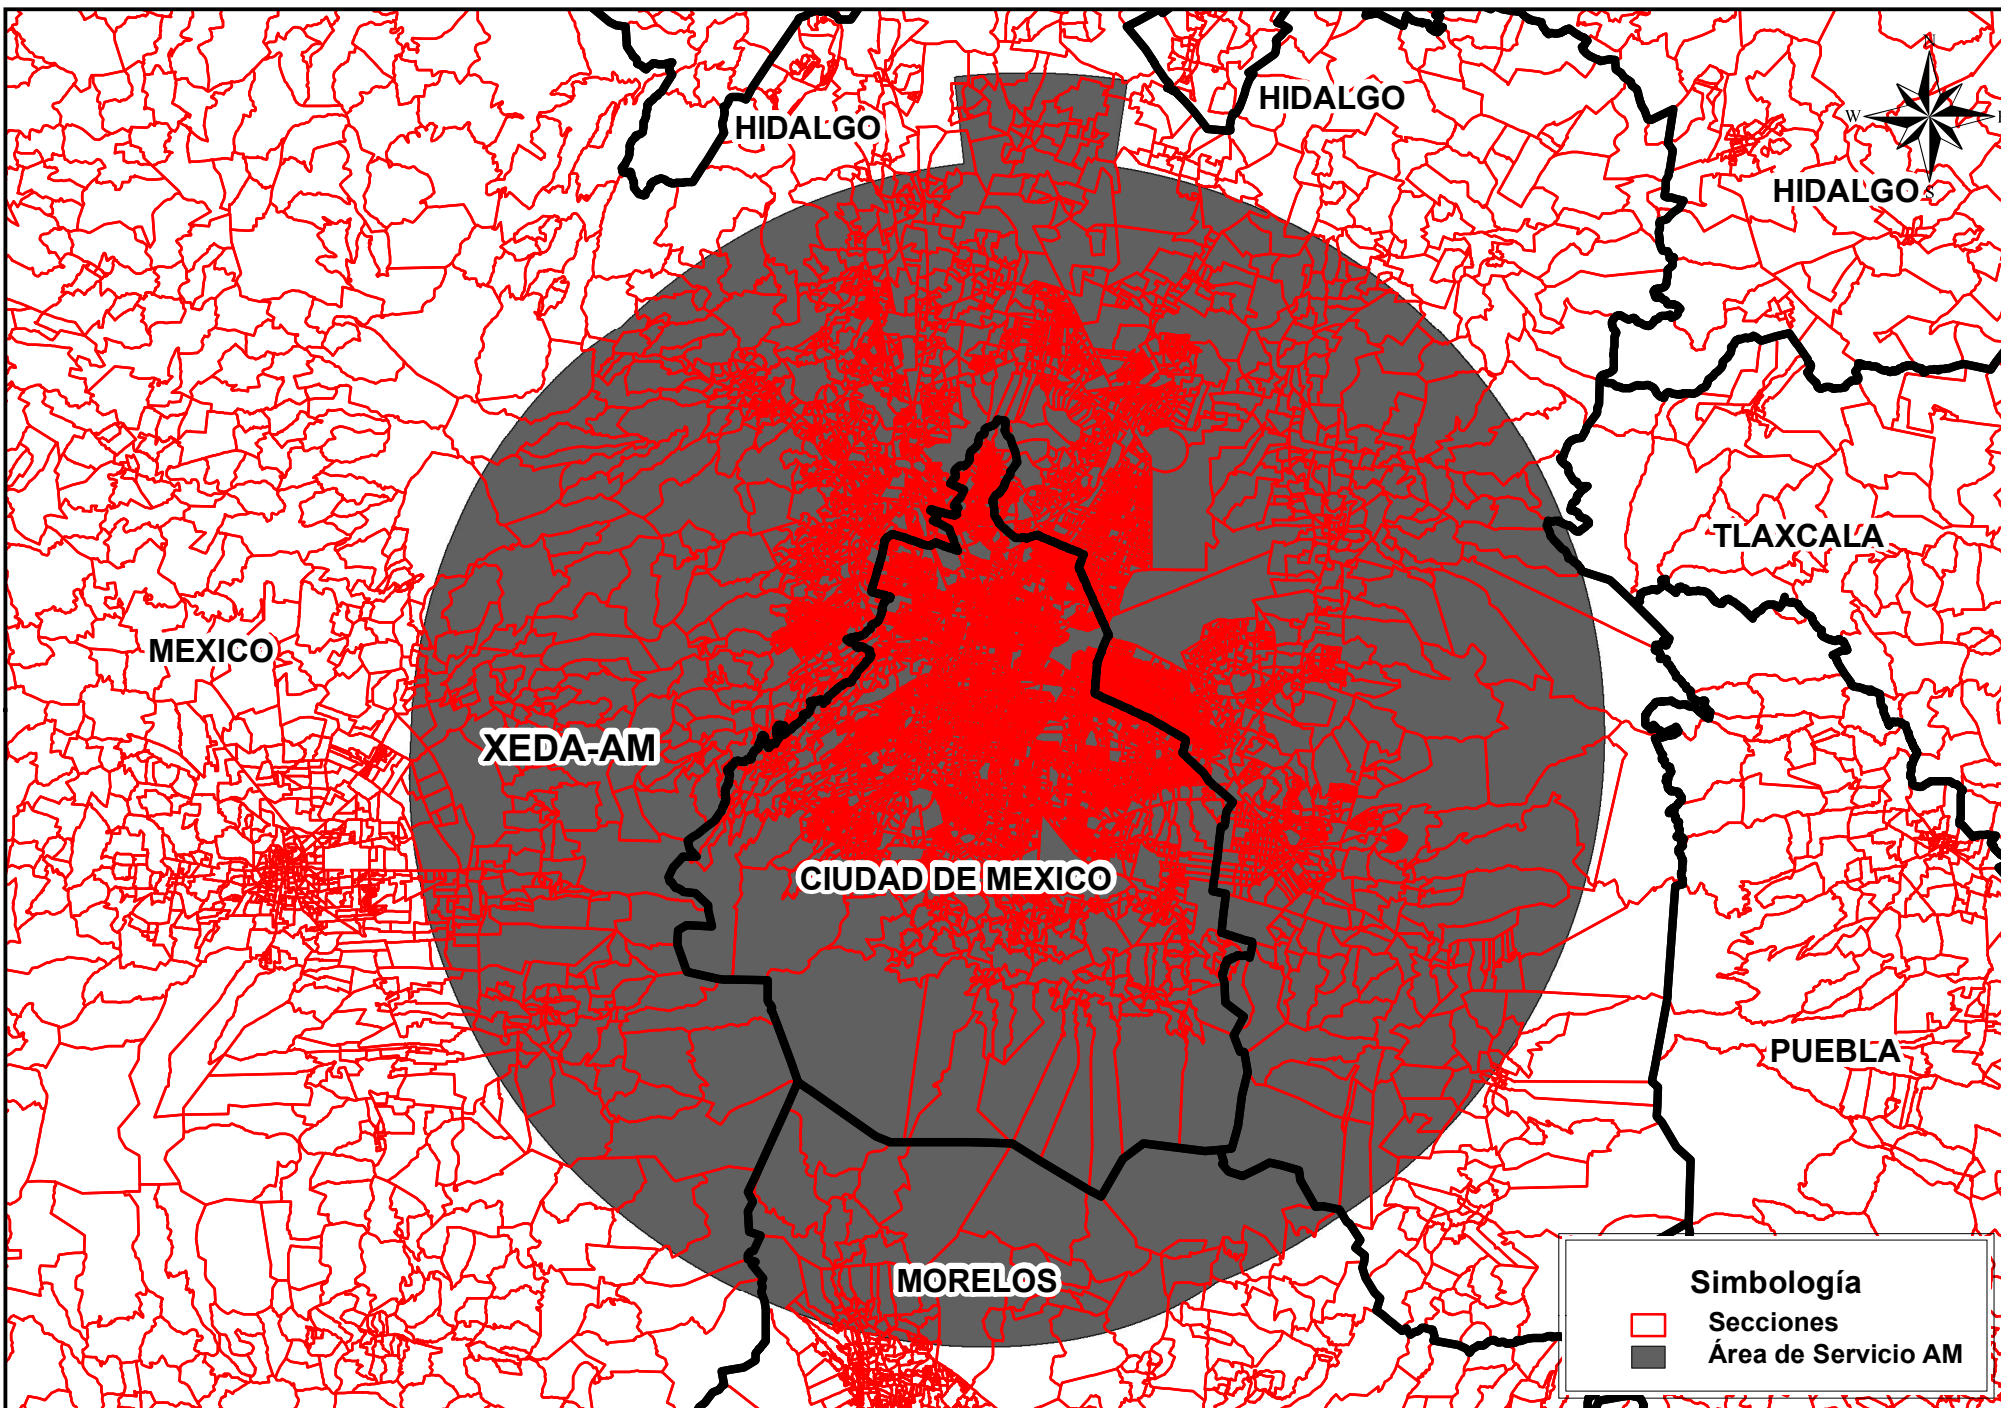 N
HIDALGO
HIDALGO
W
HIDALGO
S
TLAXCALA
MEXICO
XEDA-AM
CIUDAD DE MEXICO
PUEBLA
MORELOS
Simbología
Secciones
Área de Servicio AM